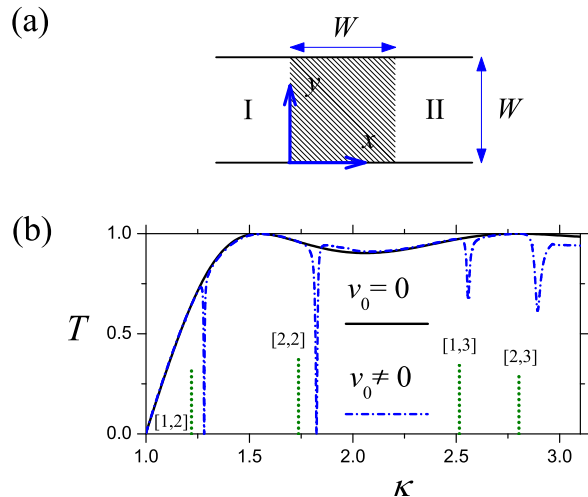 (a)
W
I
y
II
W
x
(b)
1.0
v₀ = 0
T
0.5
[2,2]
[1,3]
[2,3]
v₀ ≠ 0
[1,2]
0.0
1.0 1.5 2.0 2.5 3.0
κ